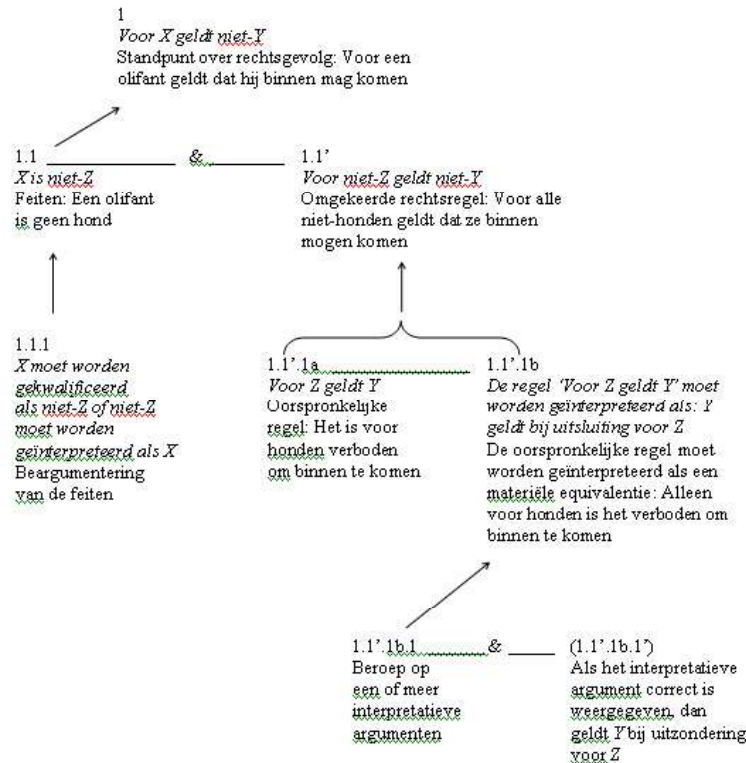 1
Voor X geldt niet-Y
Standpunt over rechtsgevolg: Voor een
olifant geldt dat hij binnen mag komen
1.1 & 1.1’
X is niet-Z
Feiten: Een olifant
is geen hond
Voor niet-Z geldt niet-Y
Omgekeerde rechtsregel: Voor alle
niet-honden geldt dat ze binnen
mogen komen
1.1.1
X moet worden
gekwalificeerd
als niet-Z of niet-Z
moet worden
geïnterpreteerd als X
Beargumentering
van de feiten
1.1’.1a
Voor Z geldt Y
Oorspronkelijke
regel: Het is voor
honden verboden
om binnen te komen
1.1’.1b
De regel ‘Voor Z geldt Y’ moet
worden geïnterpreteerd als: Y
geldt bij uitsluiting voor Z
De oorspronkelijke regel moet
worden geïnterpreteerd als een
materiële equivalentie: Alleen
voor honden is het verboden om
binnen te komen
1.1’.1b.1 & (1.1’.1b.1’)
Beroep op
een of meer
interpretatieve
argumenten
Als het interpretatieve
argument correct is
weergegeven, dan
geldt Y bij uitzondering
voor Z